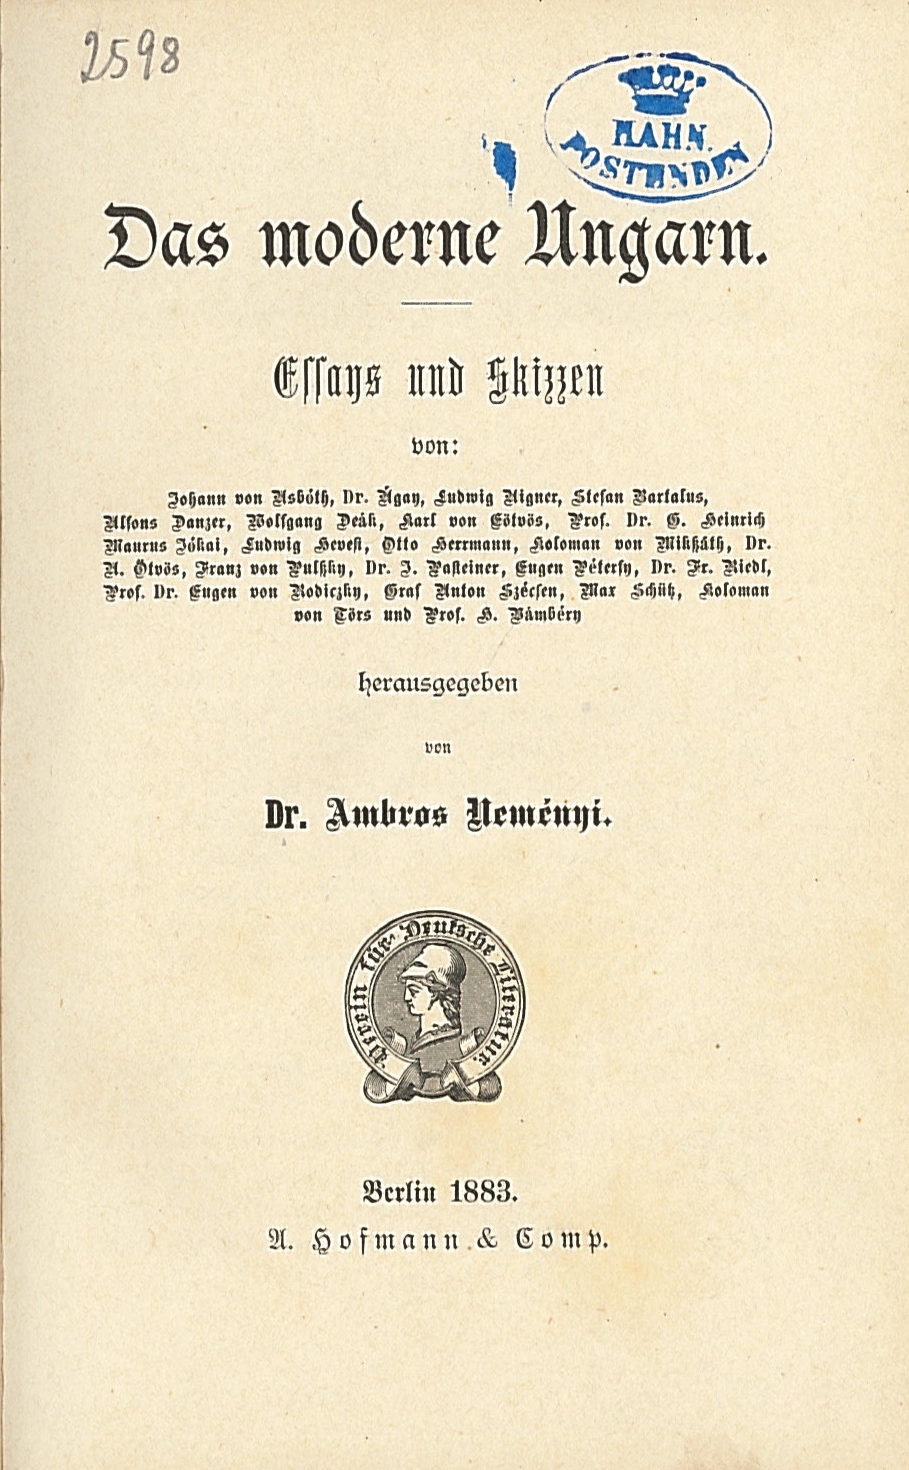 2598
HAHN.
POSTENDEN
Das moderne Ungarn.
Essays und Skizzen
von:
Johann von Asbóth, Dr. Ágay, Ludwig Aigner, Stefan Bartalus,
Alfons Danzer, Wolfgang Deák, Karl von Eötvös, Prof. Dr. G. Heinrich
Maurus Jókai, Ludwig Hevesi, Otto Herrmann, Koloman von Mikßáth, Dr.
A. Ötvös, Franz von Pulszky, Dr. J. Pasteiner, Eugen Péterfy, Dr. Fr. Riedl,
Prof. Dr. Eugen von Rodiczky, Graf Anton Szécsen, Max Schütz, Koloman
von Törs und Prof. H. Vámbéry
herausgegeben
von
Dr. Ambros Neményi.
Verein für Deutsche Literatur.
Berlin 1883.
A. Hofmann & Comp.